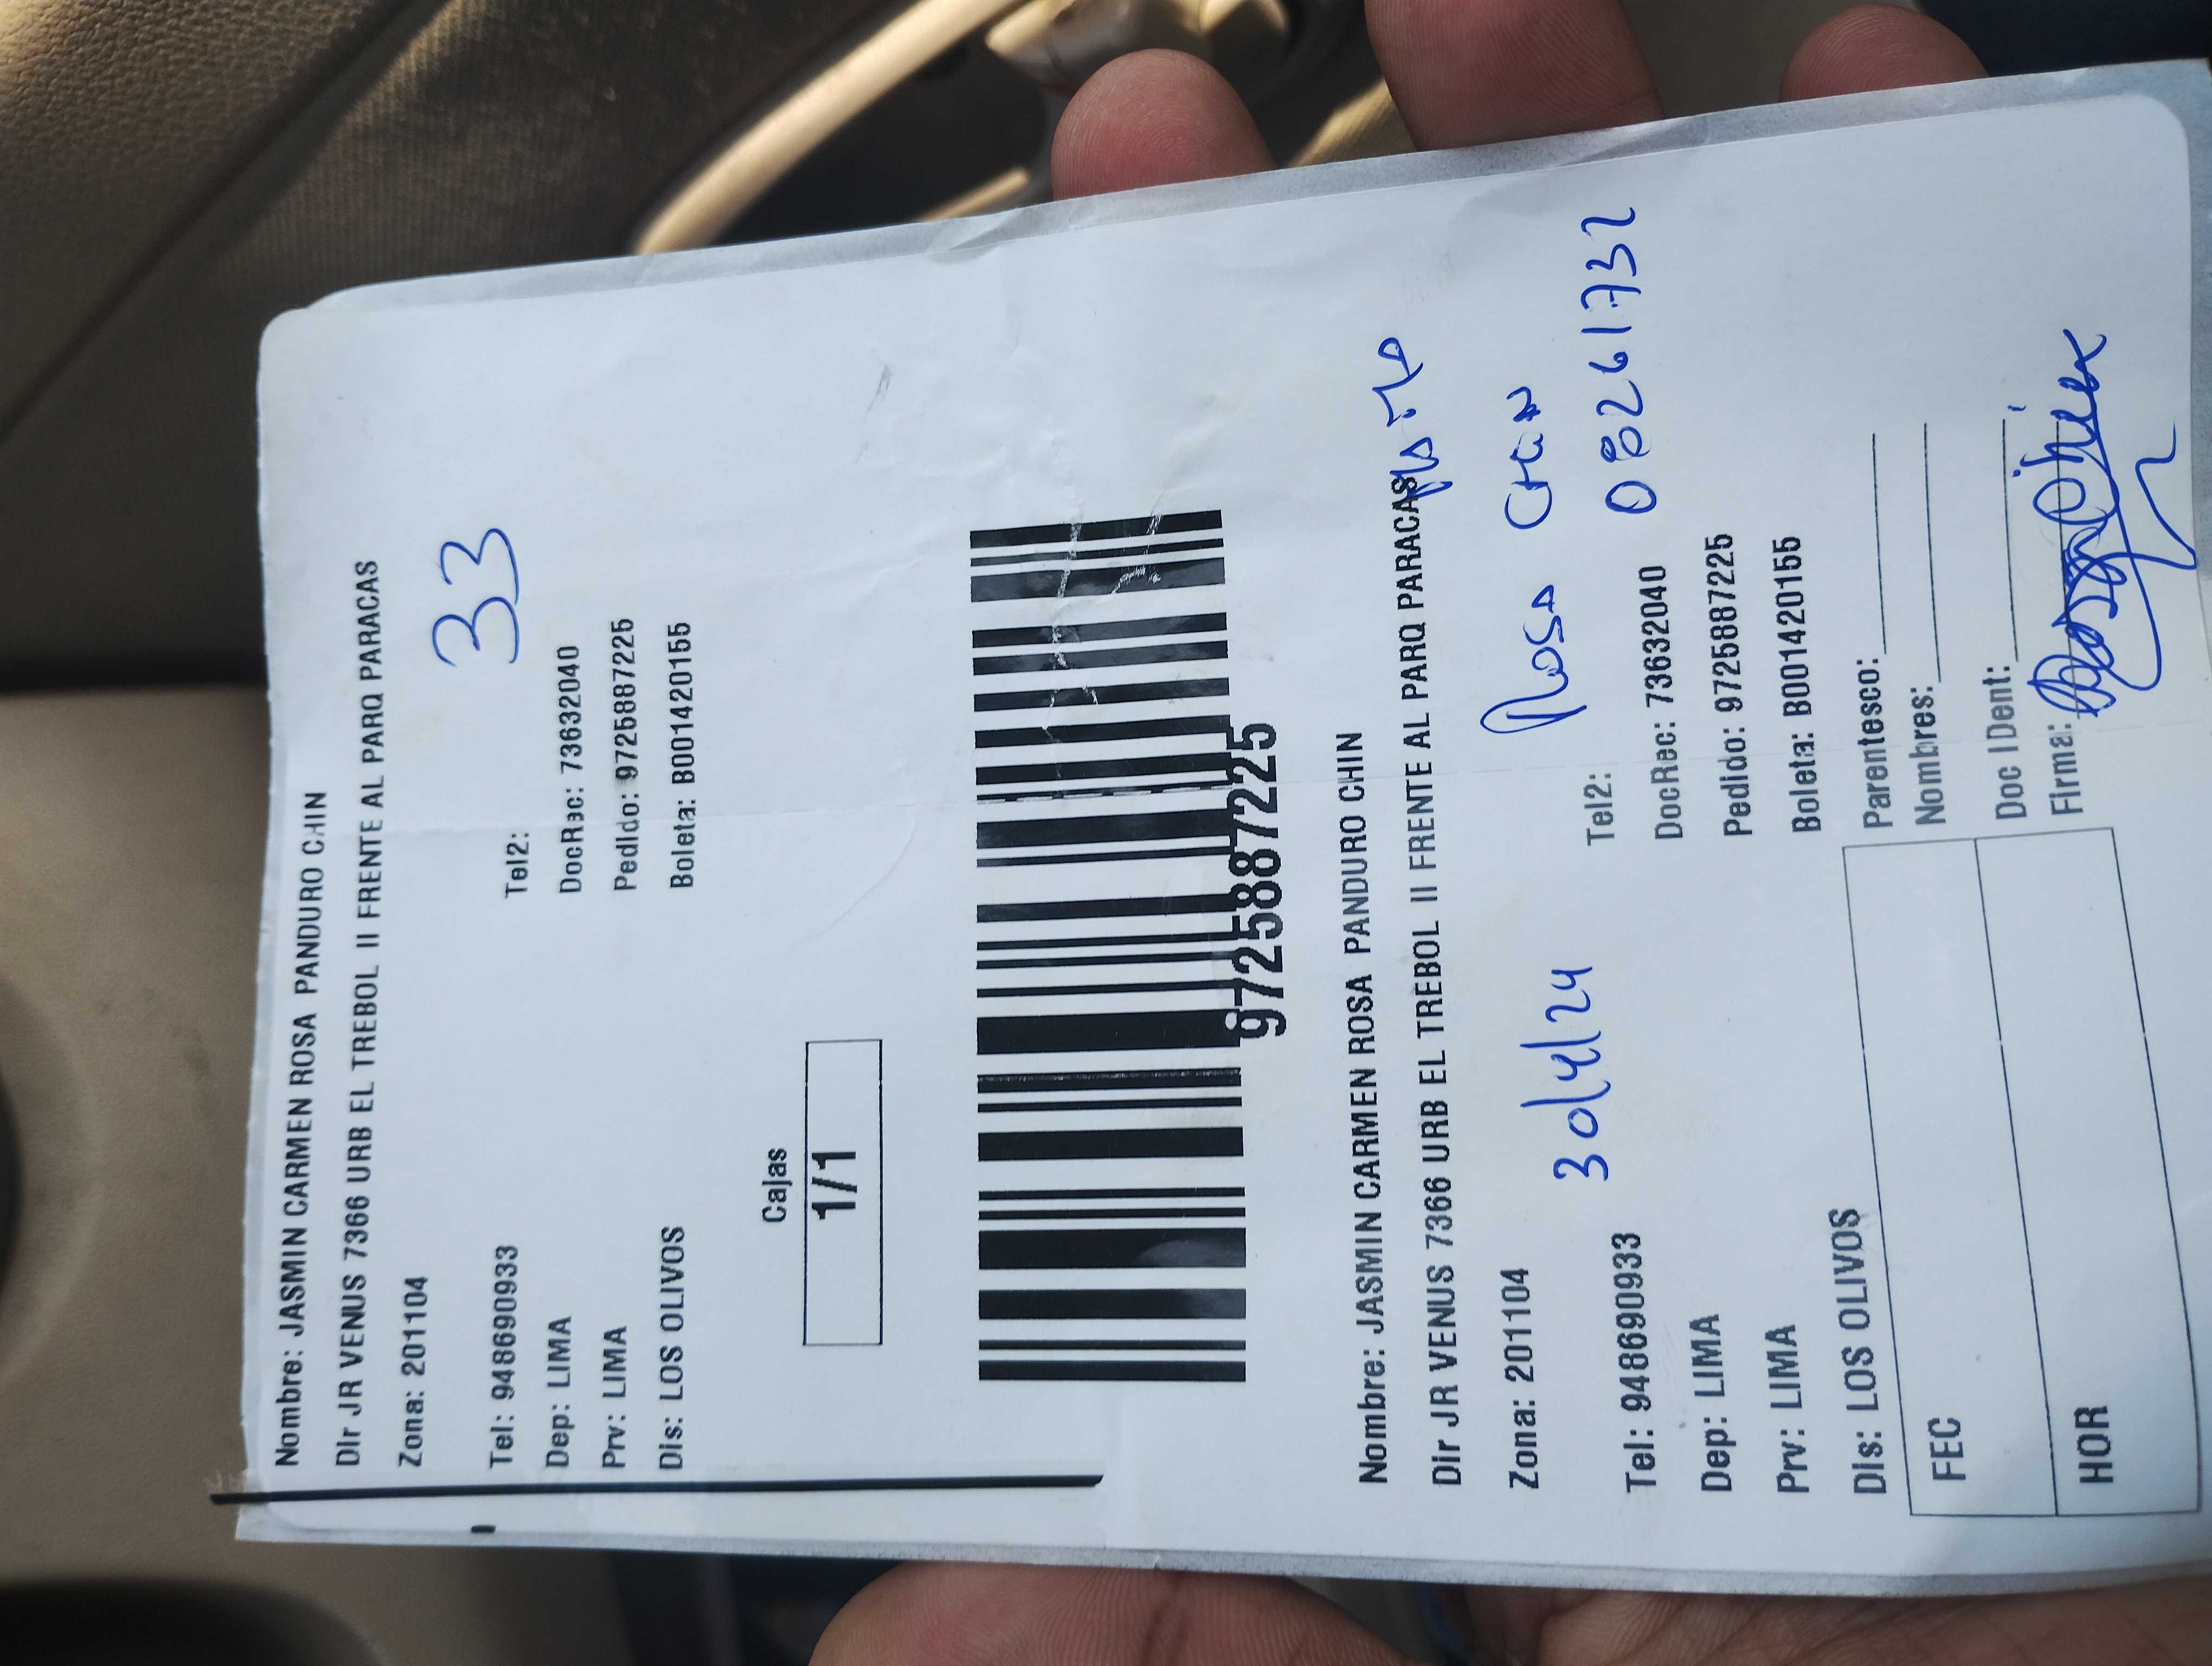 Nombre: JASMIN CARMEN ROSA PANDURO CHIN
Dir JR VENUS 7366 URB EL TREBOL II FRENTE AL PARQ PARACAS
Zona: 201104
33
Tel: 948690933 Tel2:
Dep: LIMA DocRec: 73632040
Prv: LIMA Pedido: 97258887225
Dis: LOS OLIVOS Boleta: B001420155
Cajas
1/1
97258887225
Nombre: JASMIN CARMEN ROSA PANDURO CHIN
Dir JR VENUS 7366 URB EL TREBOL II FRENTE AL PARQ PARACAS
Zona: 201104
30/4/24 Rosa Chin
Tel: 948690933 Tel2: 08261732
Dep: LIMA DocRec: 73632040
Prv: LIMA Pedido: 97258887225
Dis: LOS OLIVOS Boleta: B001420155
FEC Parentesco:
Nombres:
HOR Doc IDent:
Firma: